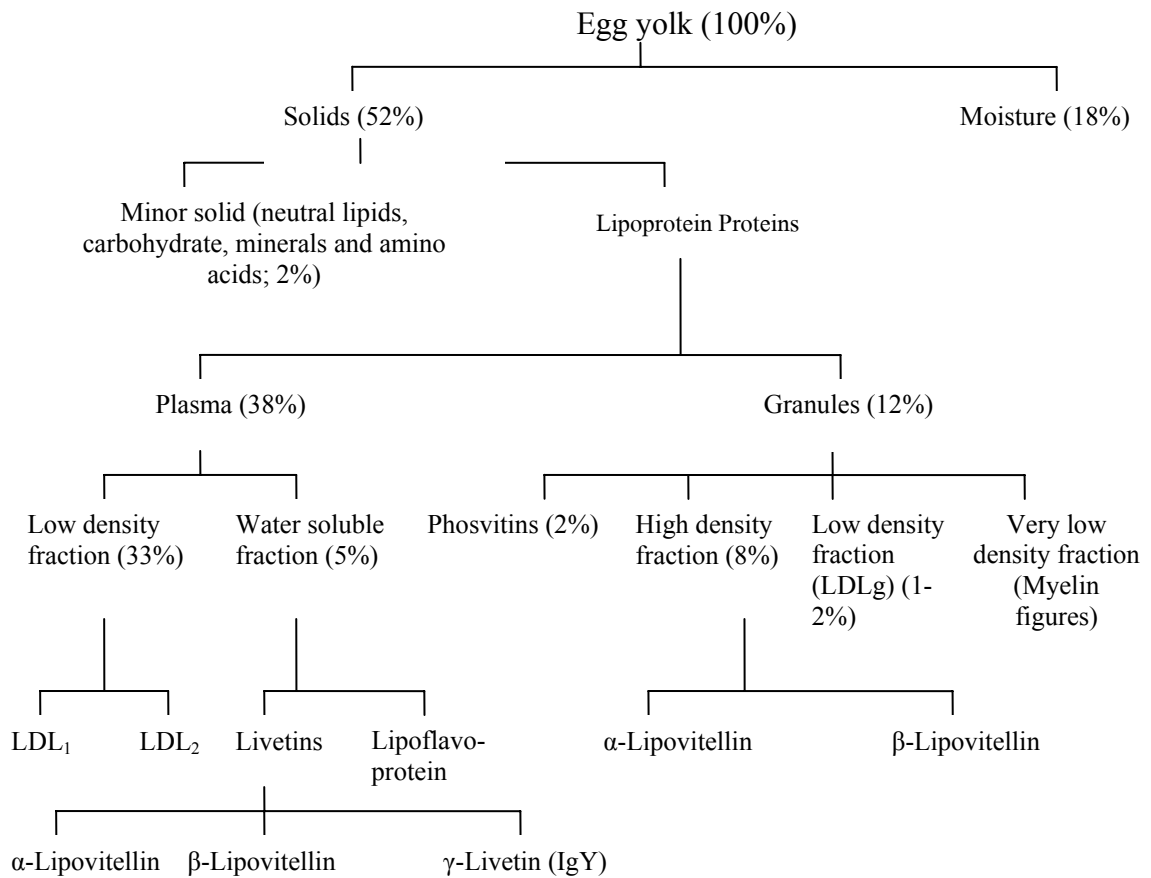 Egg yolk (100%)
Solids (52%)
Moisture (18%)
Minor solid (neutral lipids,
carbohydrate, minerals and amino
acids; 2%)
Lipoprotein Proteins
Plasma (38%)
Granules (12%)
Low density
fraction (33%)
Water soluble
fraction (5%)
Phosvitins (2%)
High density
fraction (8%)
Low density
fraction
(LDLg) (1-
2%)
Very low
density fraction
(Myelin
figures)
LDL₁
LDL₂
Livetins
Lipoflavo-
protein
α-Lipovitellin
β-Lipovitellin
α-Lipovitellin
β-Lipovitellin
γ-Livetin (IgY)